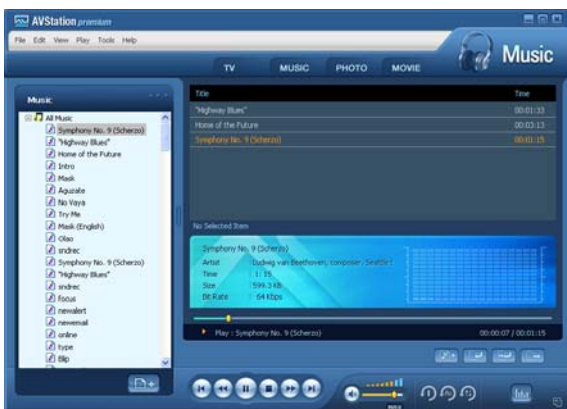 AVStation premium
File Edit View Play Tools Help
Music
TV MUSIC PHOTO MOVIE
Music
All Music
Symphony No. 9 (Scherzo)
"Highway Blues"
Home of the Future
Intro
Mask
Aguzate
No Vaya
Try Me
Mask (English)
Olao
sndrec
Symphony No. 9 (Scherzo)
"Highway Blues"
sndrec
focus
newalert
newemail
online
type
Blip
Title Time
"Highway Blues" 00:01:33
Home of the Future 00:03:13
Symphony No. 9 (Scherzo) 00:01:15
No Selected Item
Symphony No. 9 (Scherzo)
Artist : Ludwig van Beethoven, composer. Seattle
Time : 1: 15
Size : 594.3 KB
Bit Rate : 64 Kbps
Play : Symphony No. 9 (Scherzo) 00:00:07 / 00:01:15